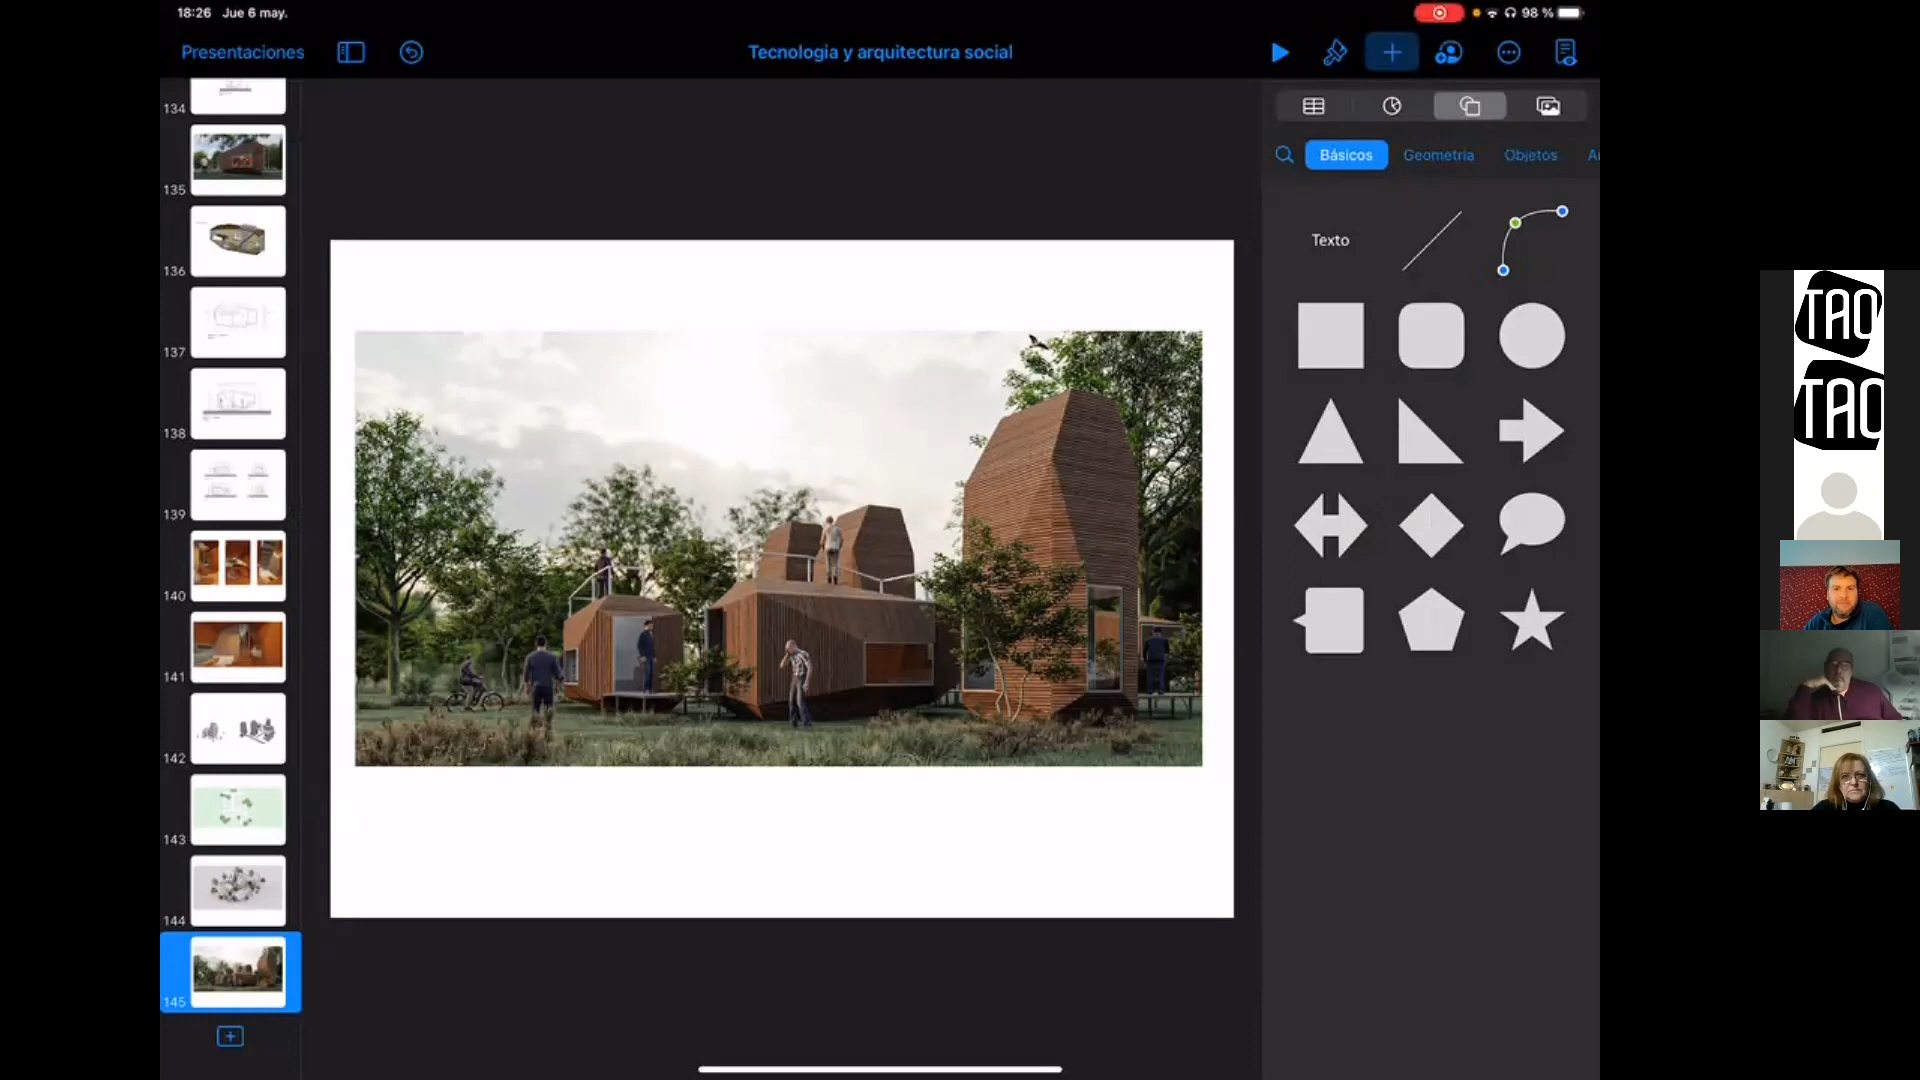 18:26 Jue 6 may.
98 %
Presentaciones
Tecnologia y arquitectura social
Básicos Geometria Objetos
Texto
134
135
136
137
138
139
140
141
142
143
144
145
TAO
TAO